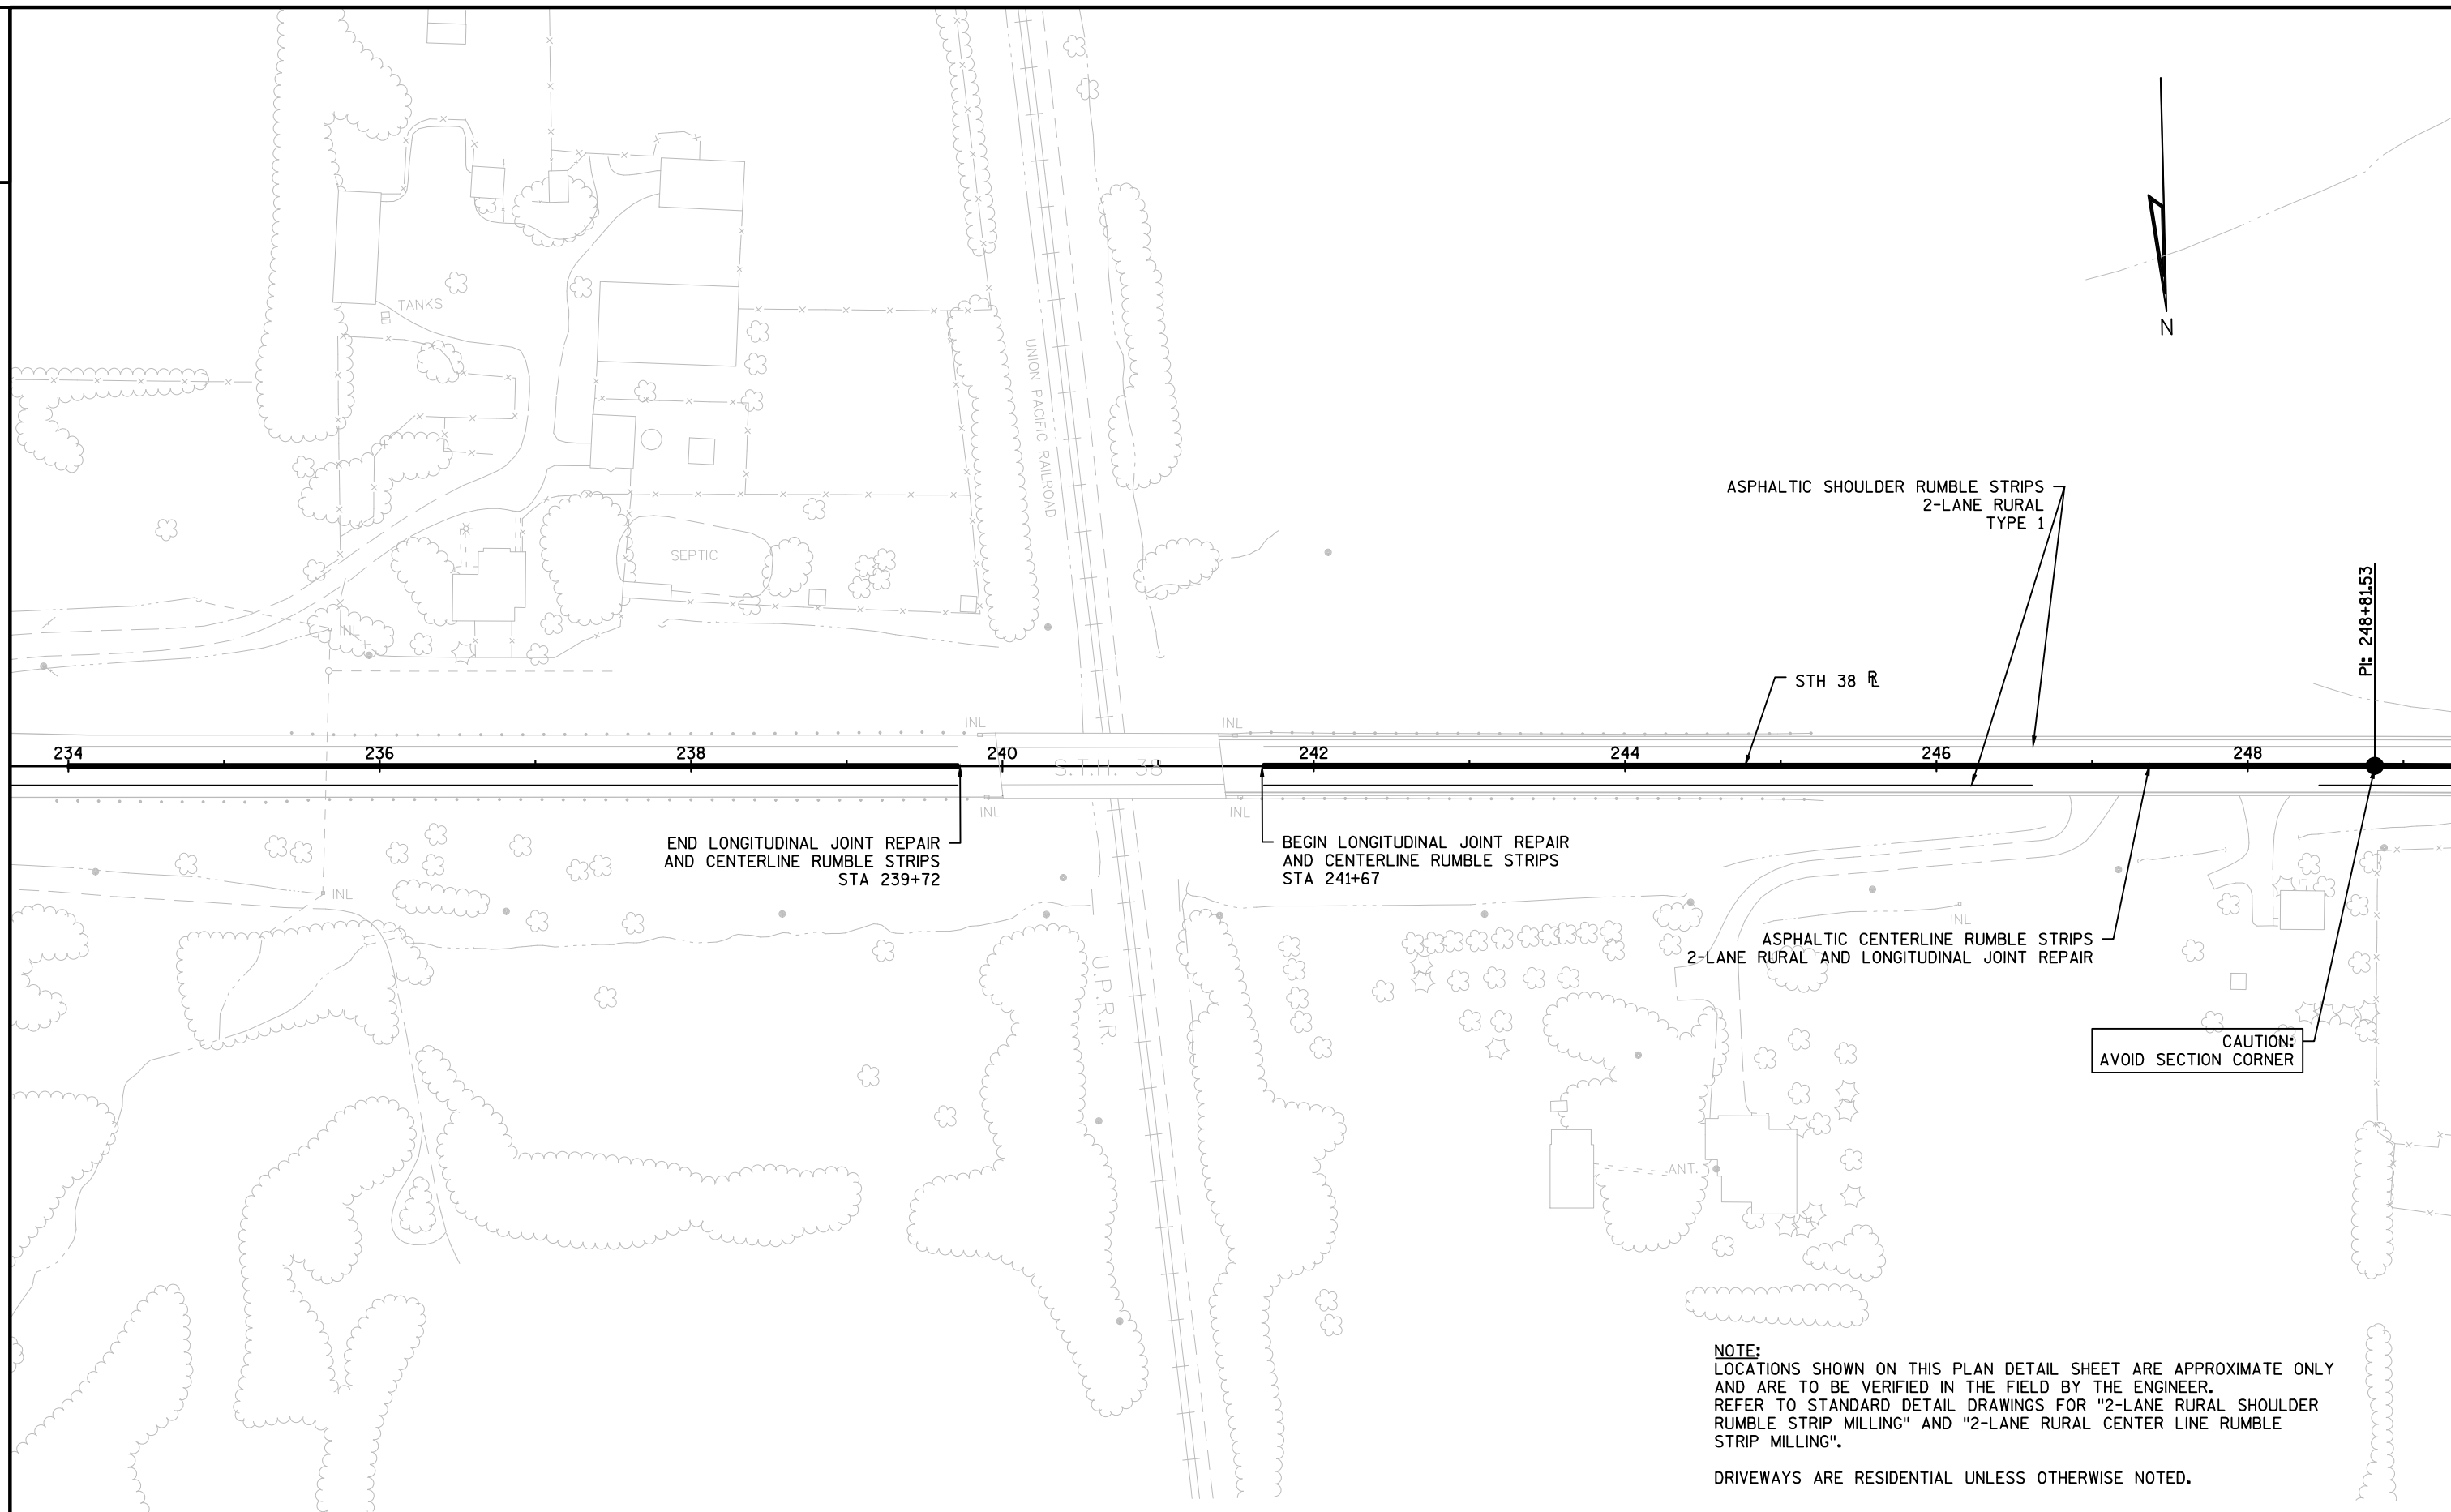 TANKS
N
UNION PACIFIC RAILROAD
ASPHALTIC SHOULDER RUMBLE STRIPS
2-LANE RURAL
TYPE 1
SEPTIC
PI: 248+81.53
INL
STH 38 R/L
INL
INL
234
236
238
240
242
244
246
248
S.T.H. 38
INL
INL
END LONGITUDINAL JOINT REPAIR
AND CENTERLINE RUMBLE STRIPS
STA 239+72
BEGIN LONGITUDINAL JOINT REPAIR
AND CENTERLINE RUMBLE STRIPS
STA 241+67
INL
INL
ASPHALTIC CENTERLINE RUMBLE STRIPS
2-LANE RURAL AND LONGITUDINAL JOINT REPAIR
U.P.R.R.
CAUTION:
AVOID SECTION CORNER
ANT.
NOTE:
LOCATIONS SHOWN ON THIS PLAN DETAIL SHEET ARE APPROXIMATE ONLY
AND ARE TO BE VERIFIED IN THE FIELD BY THE ENGINEER.
REFER TO STANDARD DETAIL DRAWINGS FOR "2-LANE RURAL SHOULDER
RUMBLE STRIP MILLING" AND "2-LANE RURAL CENTER LINE RUMBLE
STRIP MILLING".
DRIVEWAYS ARE RESIDENTIAL UNLESS OTHERWISE NOTED.